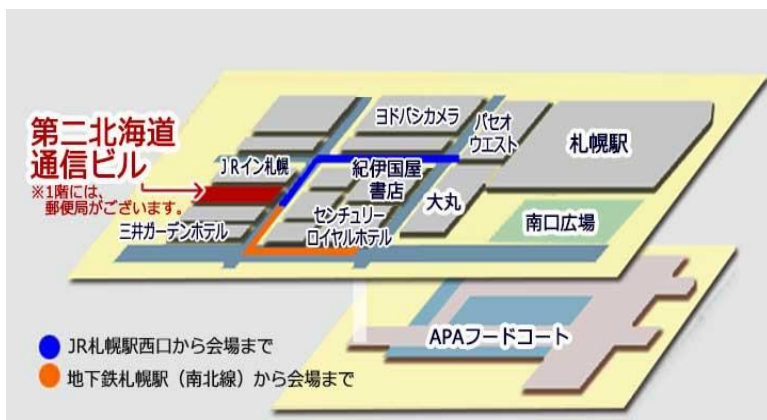 第二北海道
通信ビル
※1階には、
郵便局がございます。
ヨドバシカメラ
パセオ
ウエスト
札幌駅
JRイン札幌
紀伊国屋
書店
大丸
センチュリー
ロイヤルホテル
三井ガーデンホテル
南口広場
APAフードコート
JR札幌駅西口から会場まで
地下鉄札幌駅（南北線）から会場まで